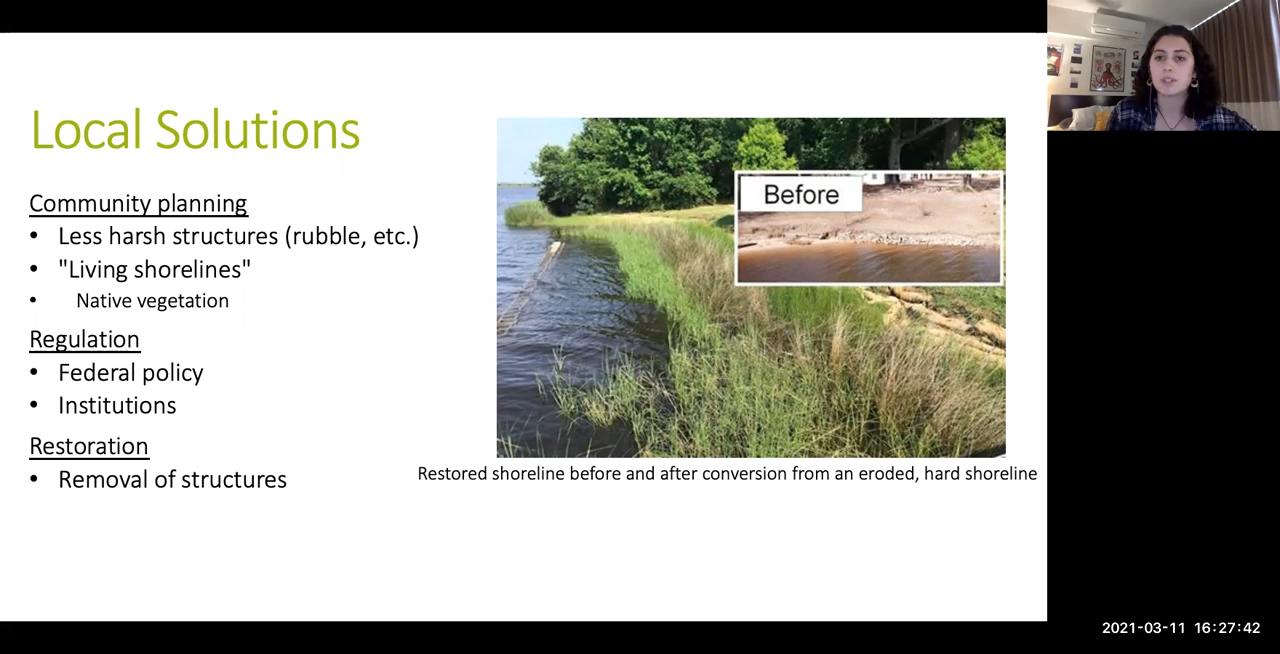 Local Solutions
Community planning
• Less harsh structures (rubble, etc.)
• "Living shorelines"
• Native vegetation
Regulation
• Federal policy
• Institutions
Restoration
• Removal of structures
Before
Restored shoreline before and after conversion from an eroded, hard shoreline
2021-03-11 16:27:42